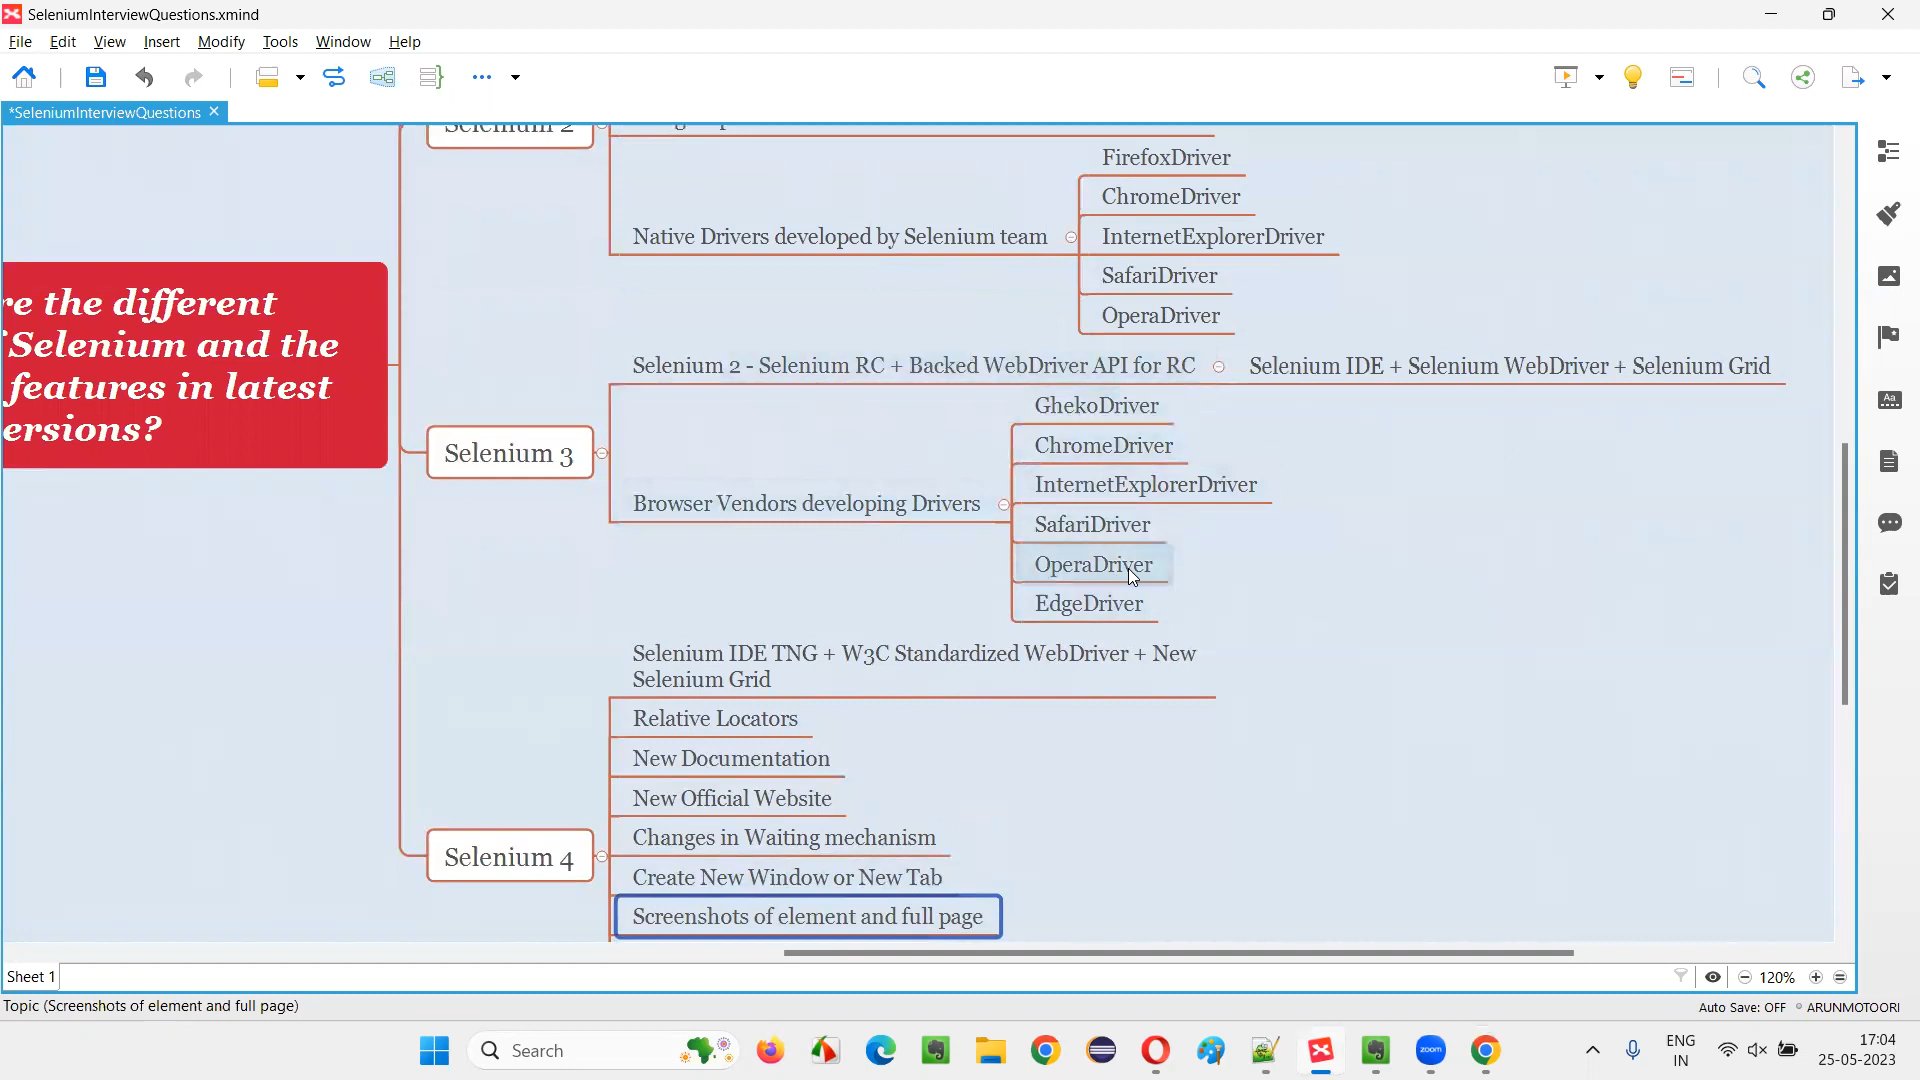 SeleniumInterviewQuestions.xmind
File Edit View Insert Modify Tools Window Help
*SeleniumInterviewQuestions
Selenium 2
FirefoxDriver
ChromeDriver
Native Drivers developed by Selenium team
InternetExplorerDriver
SafariDriver
OperaDriver
re the different
Selenium and the
features in latest
ersions?
Selenium 2 - Selenium RC + Backed WebDriver API for RC
Selenium IDE + Selenium WebDriver + Selenium Grid
Selenium 3
GhekoDriver
ChromeDriver
InternetExplorerDriver
Browser Vendors developing Drivers
SafariDriver
OperaDriver
EdgeDriver
Selenium IDE TNG + W3C Standardized WebDriver + New
Selenium Grid
Relative Locators
New Documentation
New Official Website
Changes in Waiting mechanism
Selenium 4
Create New Window or New Tab
Screenshots of element and full page
Sheet 1
120%
Topic (Screenshots of element and full page)
Auto Save: OFF
ARUNMOTOORI
Search
zoom
ENG
IN
17:04
25-05-2023